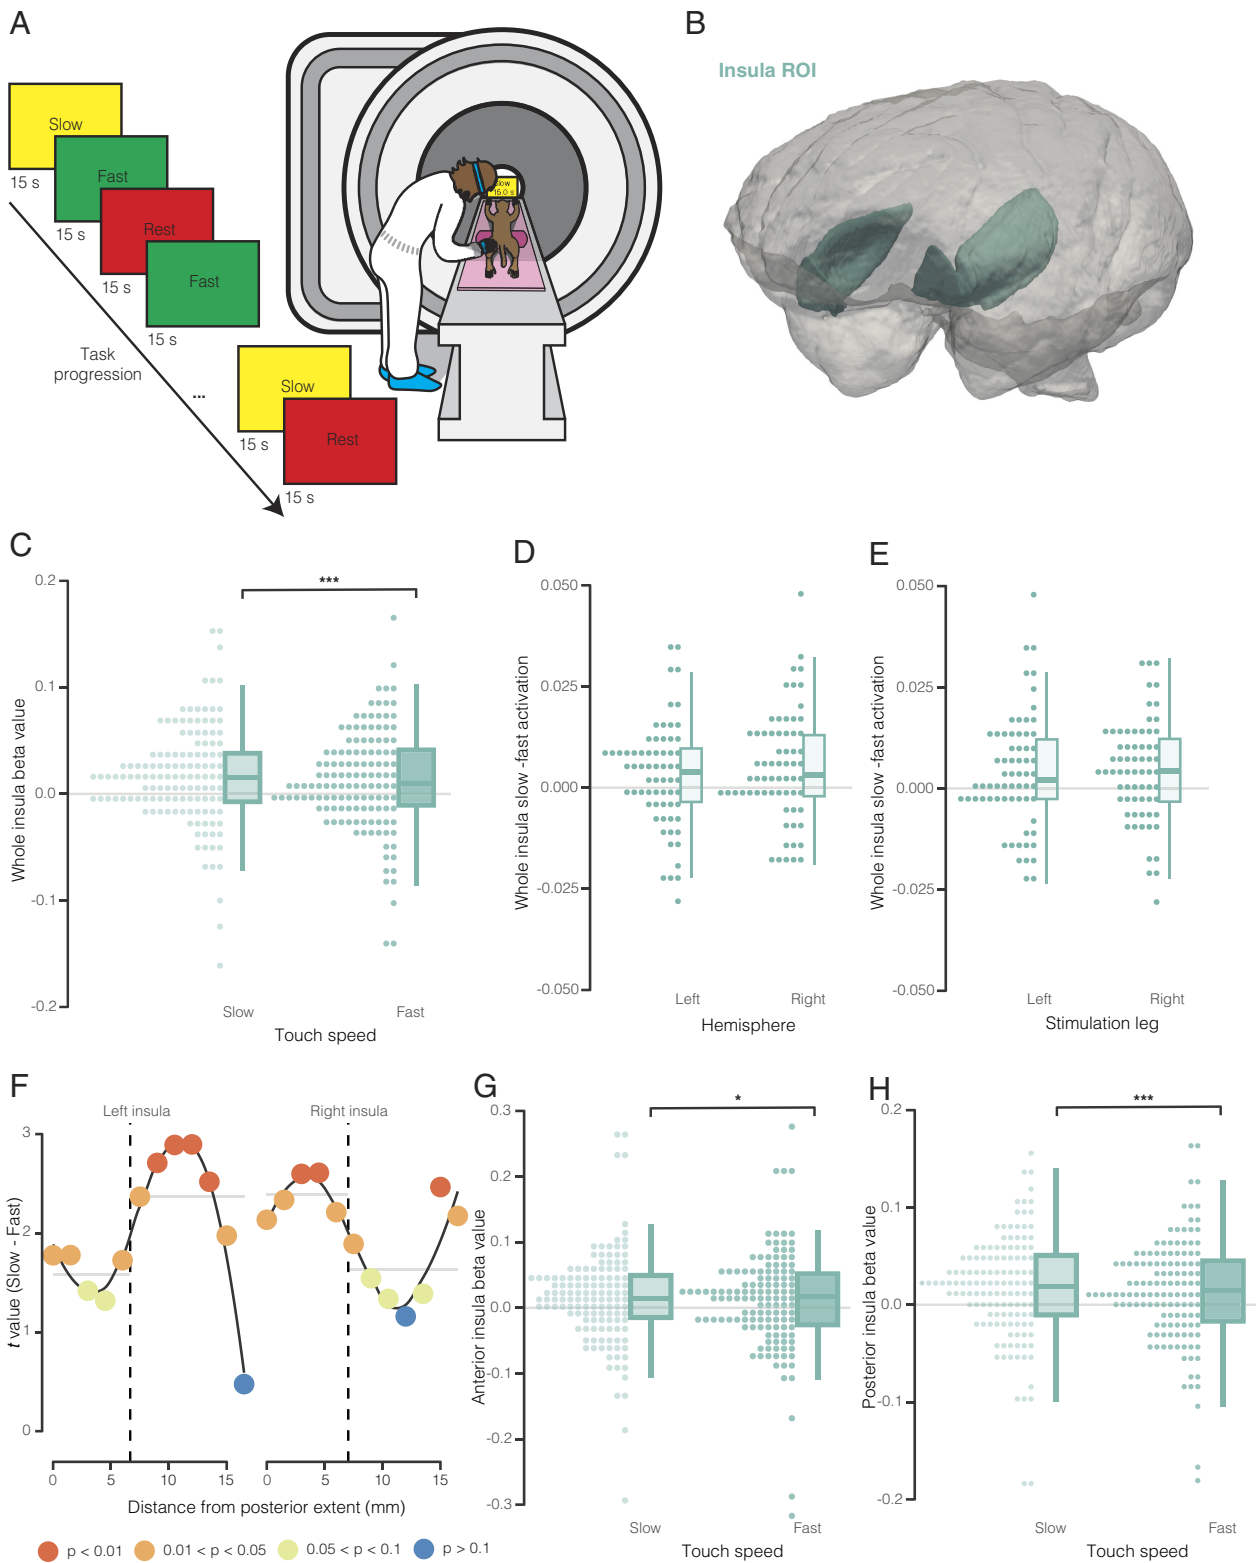 A
B
Insula ROI
Slow
15 s
Fast
15 s
Rest
15 s
Fast
15 s
Slow
15.0 s
Task
progression
...
Slow
15 s
Rest
15 s
C
Whole insula beta value
0.2
0.1
0.0
-0.1
-0.2
***
Slow
Fast
Touch speed
D
Whole insula slow -fast activation
0.050
0.025
0.000
-0.025
-0.050
Left
Right
Hemisphere
E
Whole insula slow -fast activation
0.050
0.025
0.000
-0.025
-0.050
Left
Right
Stimulation leg
F
Left insula
Right insula
t value (Slow - Fast)
3
2
1
0
0 5 10 15
0 5 10 15
Distance from posterior extent (mm)
p < 0.01
0.01 < p < 0.05
0.05 < p < 0.1
p > 0.1
G
Anterior insula beta value
0.3
0.2
0.1
0.0
-0.1
-0.2
-0.3
*
Slow
Fast
Touch speed
H
Posterior insula beta value
0.2
0.1
0.0
-0.1
-0.2
***
Slow
Fast
Touch speed